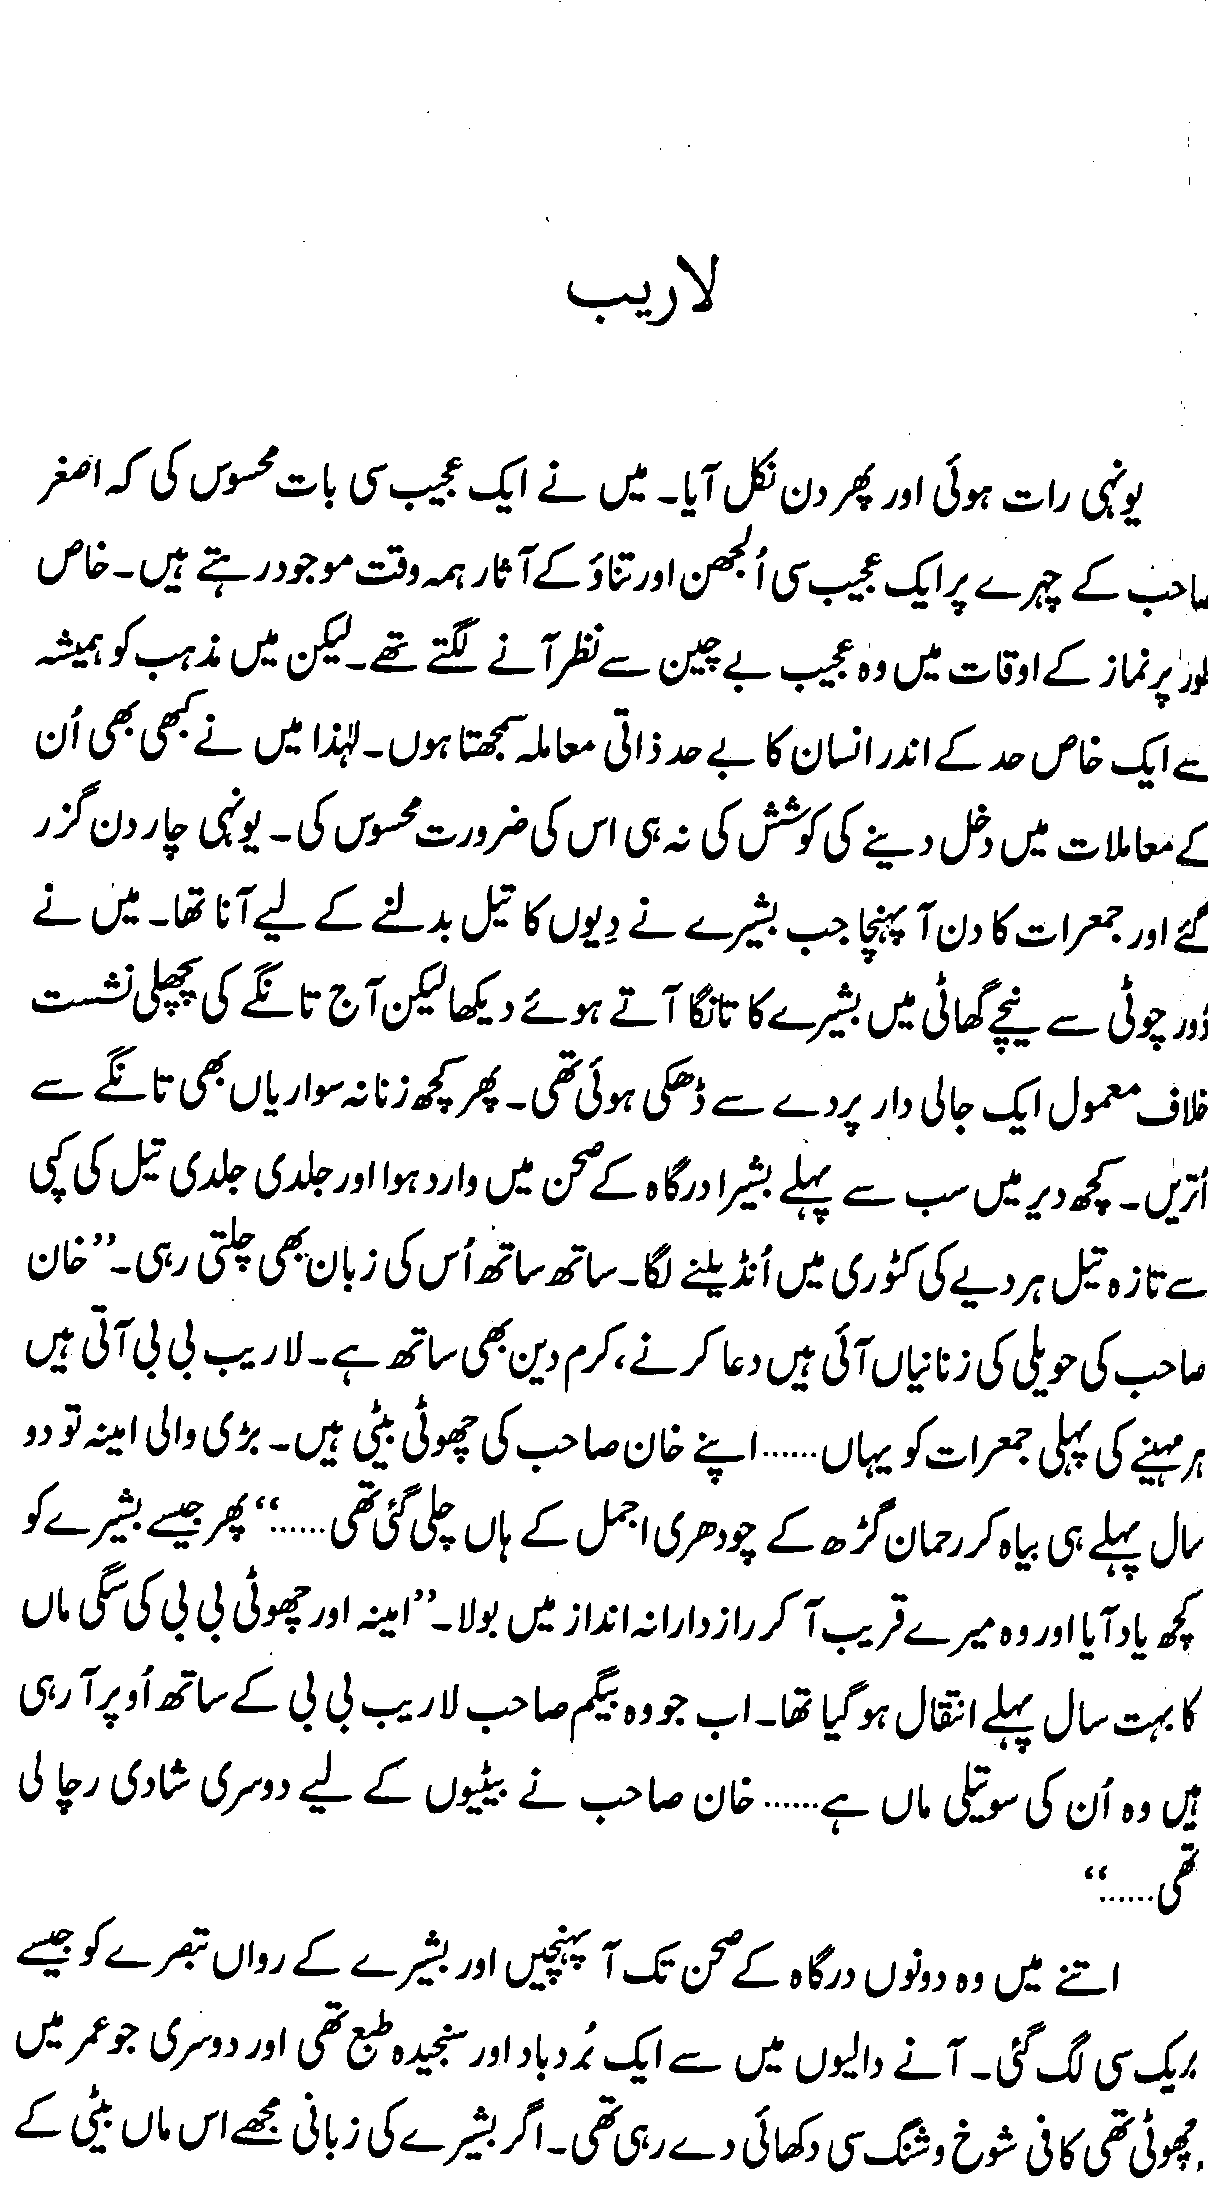 لاریب
یونہی رات ہوئی اور پھر دن نکل آیا۔ میں نے ایک عجیب سی بات محسوس کی کہ اصغر
صاحب کے چہرے پر ایک عجیب سی اُلجھن اور تناؤ کے آثار ہمہ وقت موجود رہتے ہیں۔ خاص
طور پر نماز کے اوقات میں وہ عجیب بے چین سے نظر آنے لگتے تھے۔ لیکن میں مذہب کو ہمیشہ
سے ایک خاص حد کے اندر انسان کا بے حد ذاتی معاملہ سمجھتا ہوں۔ لہٰذا میں نے کبھی بھی اُن
کے معاملات میں دخل دینے کی کوشش کی نہ ہی اس کی ضرورت محسوس کی۔ یونہی چار دن گزر
گئے اور جمعرات کا دن آ پہنچا جب بشیرے نے دِیوں کا تیل بدلنے کے لیے آنا تھا۔ میں نے
دُور چوٹی سے نیچے گھاٹی میں بشیرے کا تانگا آتے ہوئے دیکھا لیکن آج تانگے کی پچھلی نشست
خلاف معمول ایک جالی دار پردے سے ڈھکی ہوئی تھی۔ پھر کچھ زنانہ سواریاں بھی تانگے سے
اُتریں۔ کچھ دیر میں سب سے پہلے بشیرا درگاہ کے صحن میں وارد ہوا اور جلدی جلدی تیل کی کپی
سے تازہ تیل ہر دیے کی کٹوری میں اُنڈیلنے لگا۔ ساتھ ساتھ اُس کی زبان بھی چلتی رہی۔ ”خان
صاحب کی حویلی کی زنانیاں آئی ہیں دعا کرنے، کرم دین بھی ساتھ ہے۔ لاریب بی بی آتی ہیں
ہر مہینے کی پہلی جمعرات کو یہاں...... اپنے خان صاحب کی چھوٹی بیٹی ہیں۔ بڑی والی امینہ تو دو
سال پہلے ہی بیاہ کر رحمان گڑھ کے چودھری اجمل کے ہاں چلی گئی تھی......“ پھر جیسے بشیرے کو
کچھ یاد آیا اور وہ میرے قریب آ کر رازدارانہ انداز میں بولا۔ ”امینہ اور چھوٹی بی بی کی سگی ماں
کا بہت سال پہلے انتقال ہو گیا تھا۔ اب جو وہ بیگم صاحب لاریب بی بی کے ساتھ اُوپر آ رہی
ہیں وہ اُن کی سوتیلی ماں ہے...... خان صاحب نے بیٹیوں کے لیے دوسری شادی رچا لی
تھی......“
اتنے میں وہ دونوں درگاہ کے صحن تک آ پہنچیں اور بشیرے کے رواں تبصرے کو جیسے
بریک سی لگ گئی۔ آنے والیوں میں سے ایک بُردباد اور سنجیدہ طبع تھی اور دوسری جو عمر میں
چھوٹی تھی کافی شوخ و شنگ سی دکھائی دے رہی تھی۔ اگر بشیرے کی زبانی مجھے اس ماں بیٹی کے